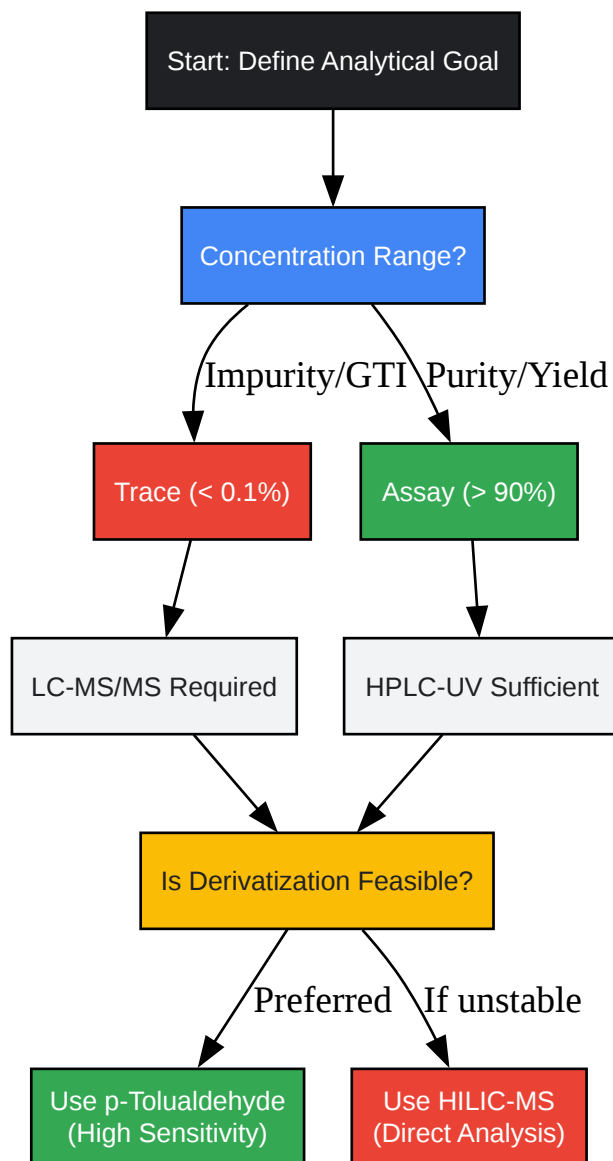 Start: Define Analytical Goal
Concentration Range?
Impurity/GTI
Purity/Yield
Trace (< 0.1%)
Assay (> 90%)
LC-MS/MS Required
HPLC-UV Sufficient
Is Derivatization Feasible?
Preferred
If unstable
Use p-Tolualdehyde
(High Sensitivity)
Use HILIC-MS
(Direct Analysis)